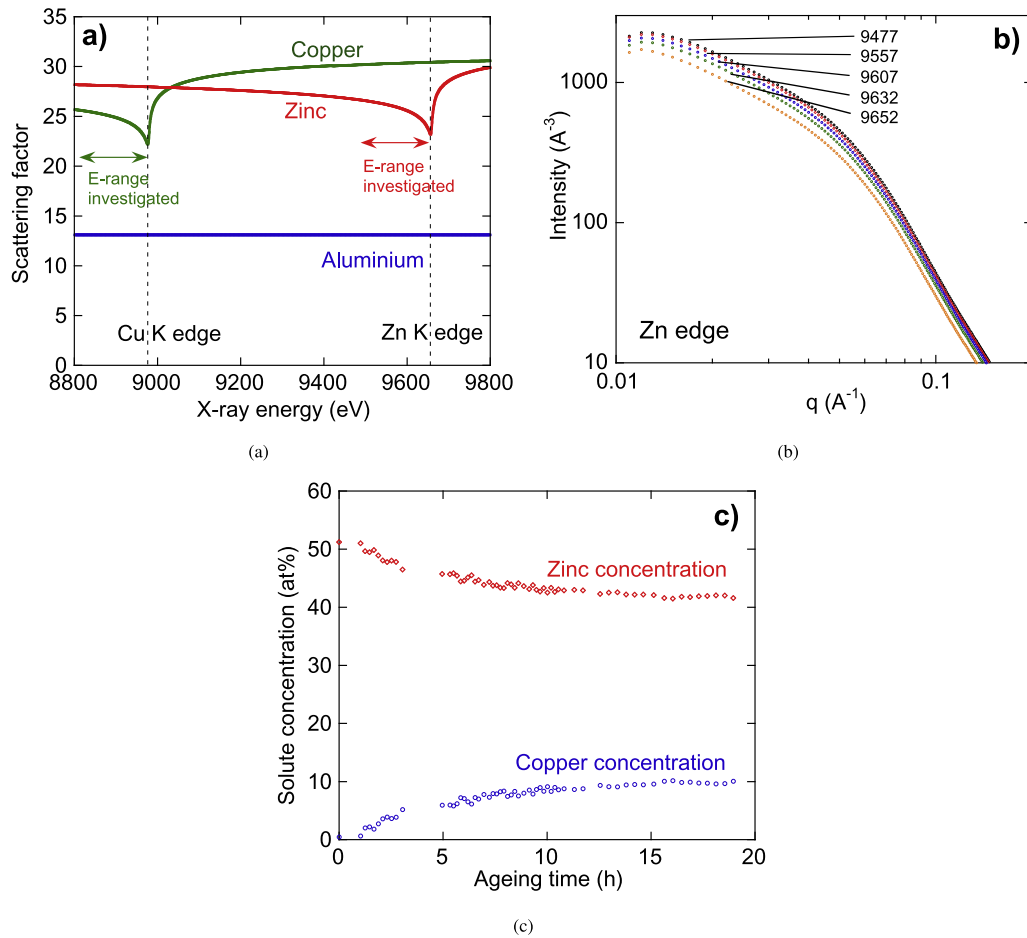 a)
Copper
Zinc
E-range
investigated
E-range
investigated
Aluminium
Cu K edge
Zn K edge
Scattering factor
35
30
25
20
15
10
5
0
8800 9000 9200 9400 9600 9800
X-ray energy (eV)
(a)
b)
9477
9557
9607
9632
9652
Zn edge
Intensity (A⁻³)
1000
100
10
0.01 0.1
q (A⁻¹)
(b)
c)
Zinc concentration
Copper concentration
Solute concentration (at%)
60
50
40
30
20
10
0
0 5 10 15 20
Ageing time (h)
(c)